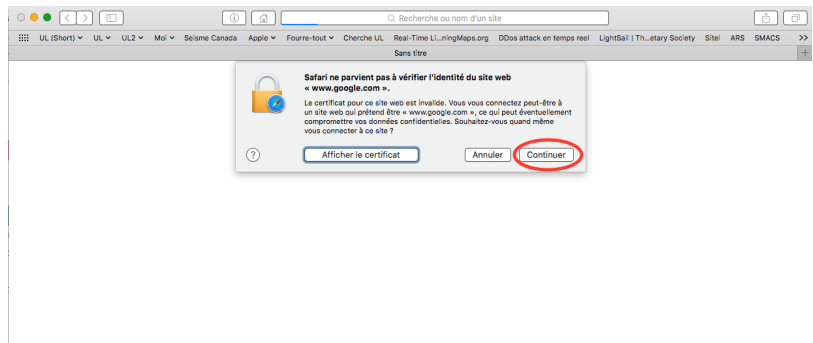 Recherche ou nom d'un site
UL (Short) UL UL2 Moi Seisme Canada Apple Fourre-tout Cherche UL Real-Time Li...ningMaps.org DDos attack en temps reel LightSail | Th...etary Society Sitel ARS SMACS >>
Sans titre +
Safari ne parvient pas à vérifier l'identité du site web
« www.google.com ».
Le certificat pour ce site web est invalide. Vous vous connectez peut-être à
un site web qui prétend être « www.google.com », ce qui peut éventuellement
compromettre vos données confidentielles. Souhaitez-vous quand même
vous connecter à ce site ?
? Afficher le certificat Annuler Continuer